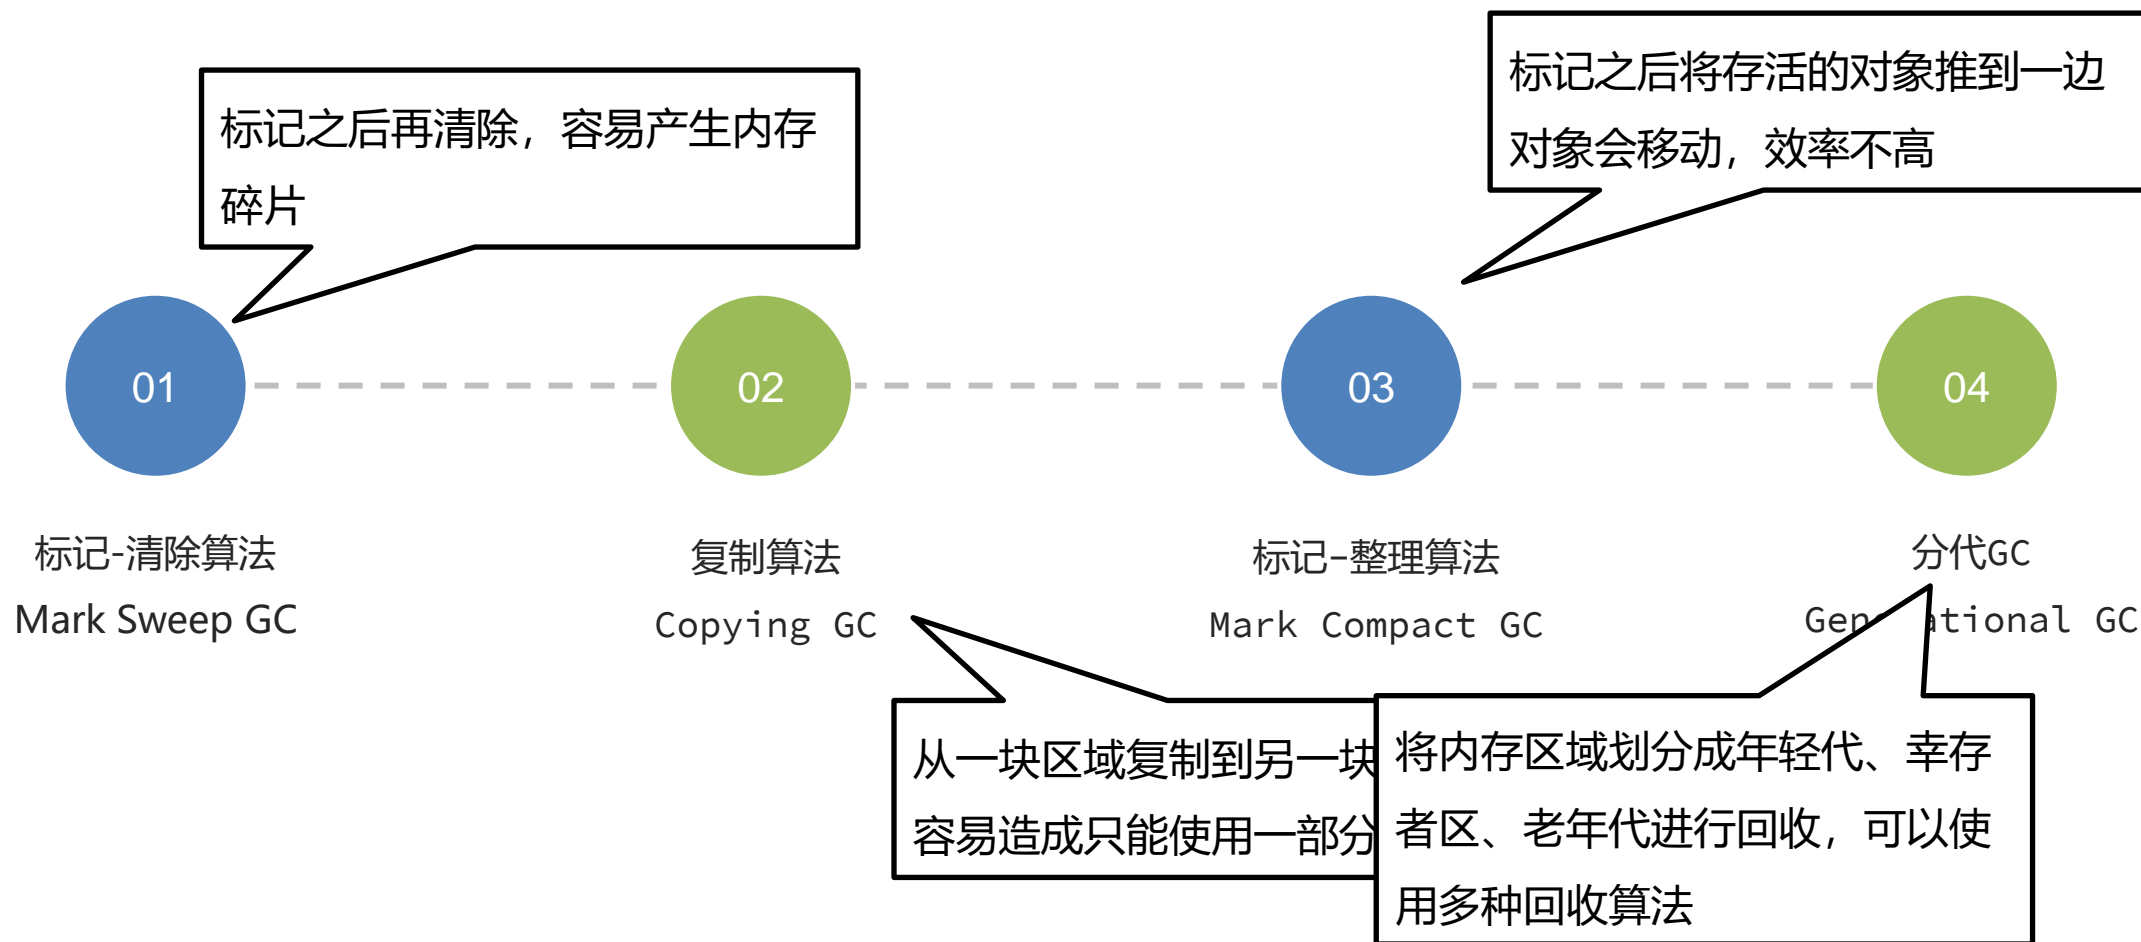 标记之后再清除，容易产生内存
碎片
标记之后将存活的对象推到一边
对象会移动，效率不高
01
02
03
04
标记-清除算法
Mark Sweep GC
复制算法
Copying GC
标记-整理算法
Mark Compact GC
分代GC
Gen ational GC
从一块区域复制到另一块
容易造成只能使用一部分
将内存区域划分成年轻代、幸存
者区、老年代进行回收，可以使
用多种回收算法